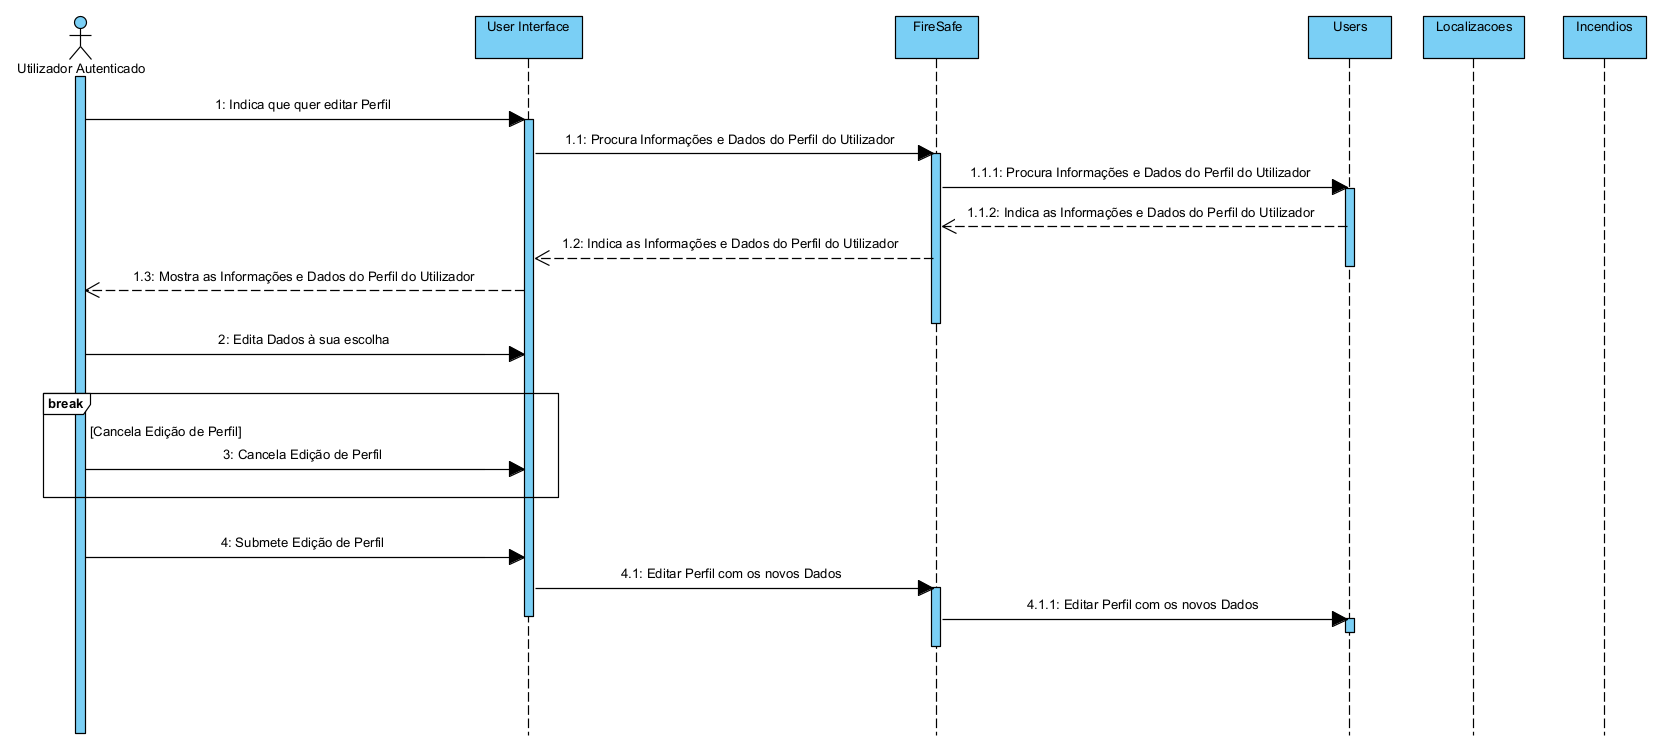 User Interface
FireSafe
Users
Localizacoes
Incendios
Utilizador Autenticado
1: Indica que quer editar Perfil
1.1: Procura Informações e Dados do Perfil do Utilizador
1.1.1: Procura Informações e Dados do Perfil do Utilizador
1.1.2: Indica as Informações e Dados do Perfil do Utilizador
1.2: Indica as Informações e Dados do Perfil do Utilizador
1.3: Mostra as Informações e Dados do Perfil do Utilizador
2: Edita Dados à sua escolha
break
[Cancela Edição de Perfil]
3: Cancela Edição de Perfil
4: Submete Edição de Perfil
4.1: Editar Perfil com os novos Dados
4.1.1: Editar Perfil com os novos Dados